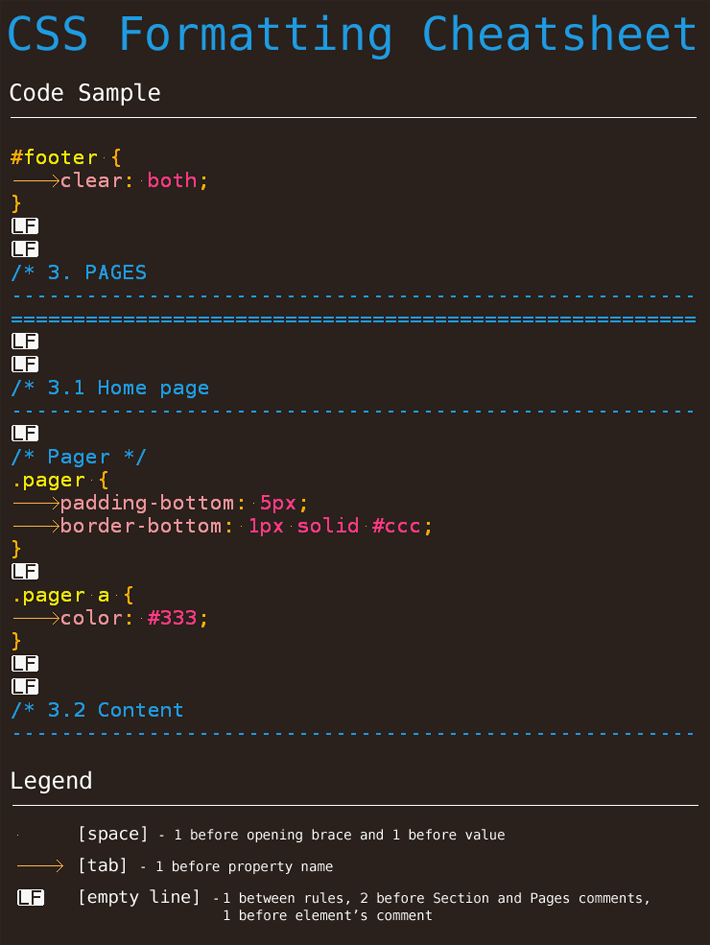 CSS Formatting Cheatsheet
Code Sample
#footer {
clear: both;
}
LF
LF
/* 3. PAGES
-------------------------------------------------------
=======================================================
LF
LF
/* 3.1 Home page
-------------------------------------------------------
LF
/* Pager */
.pager {
padding-bottom: 5px;
border-bottom: 1px solid #ccc;
}
LF
.pager a {
color: #333;
}
LF
LF
/* 3.2 Content
-------------------------------------------------------
Legend
[space] - 1 before opening brace and 1 before value
[tab] - 1 before property name
LF [empty line] - 1 between rules, 2 before Section and Pages comments,
1 before element’s comment